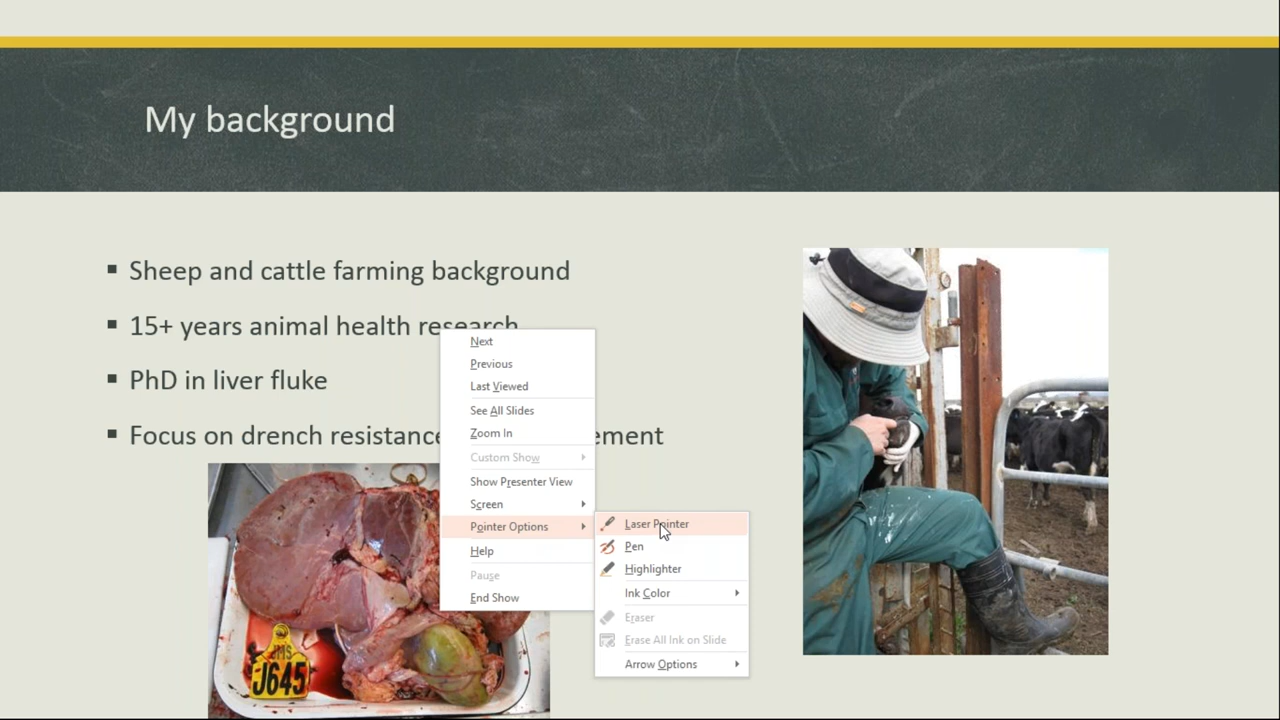 My background
Sheep and cattle farming background
15+ years animal health research
PhD in liver fluke
Focus on drench resistance ement
Next
Previous
Last Viewed
See All Slides
Zoom In
Custom Show
Show Presenter View
Screen
Pointer Options
Help
Pause
End Show
Laser Pointer
Pen
Highlighter
Ink Color
Eraser
Erase All Ink on Slide
Arrow Options
J645